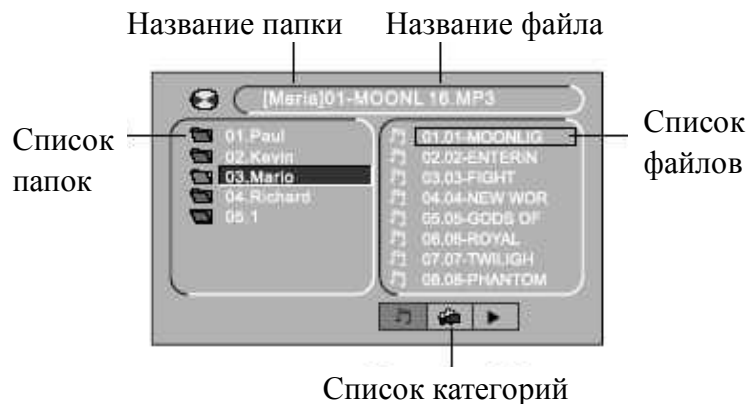 Название папки Название файла
[Maria]01-MOONL 16.MP3
Список папок
01.Paul
02.Kevin
03.Mario
04.Richard
05.1
01.01-MOONLIG
02.02-ENTERIN
03.03-FIGHT
04.04-NEW WOR
05.05-GODS OF
06.06-ROYAL
07.07-TWILIGH
08.08-PHANTOM
Список файлов
Список категорий